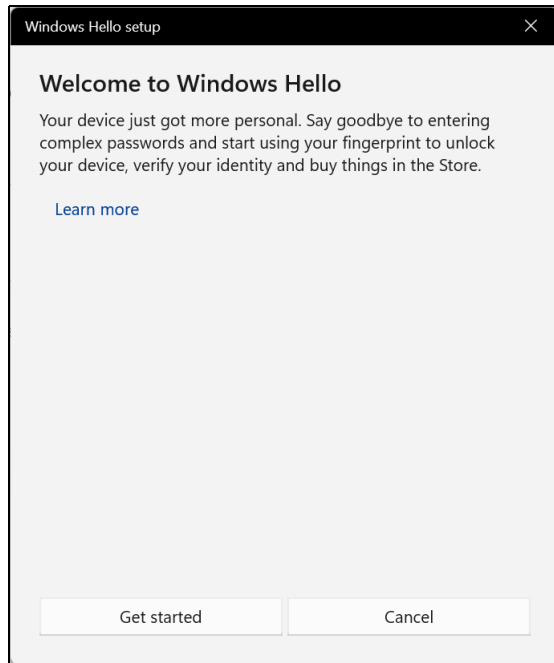 Windows Hello setup
Welcome to Windows Hello
Your device just got more personal. Say goodbye to entering
complex passwords and start using your fingerprint to unlock
your device, verify your identity and buy things in the Store.
Learn more
Get started
Cancel